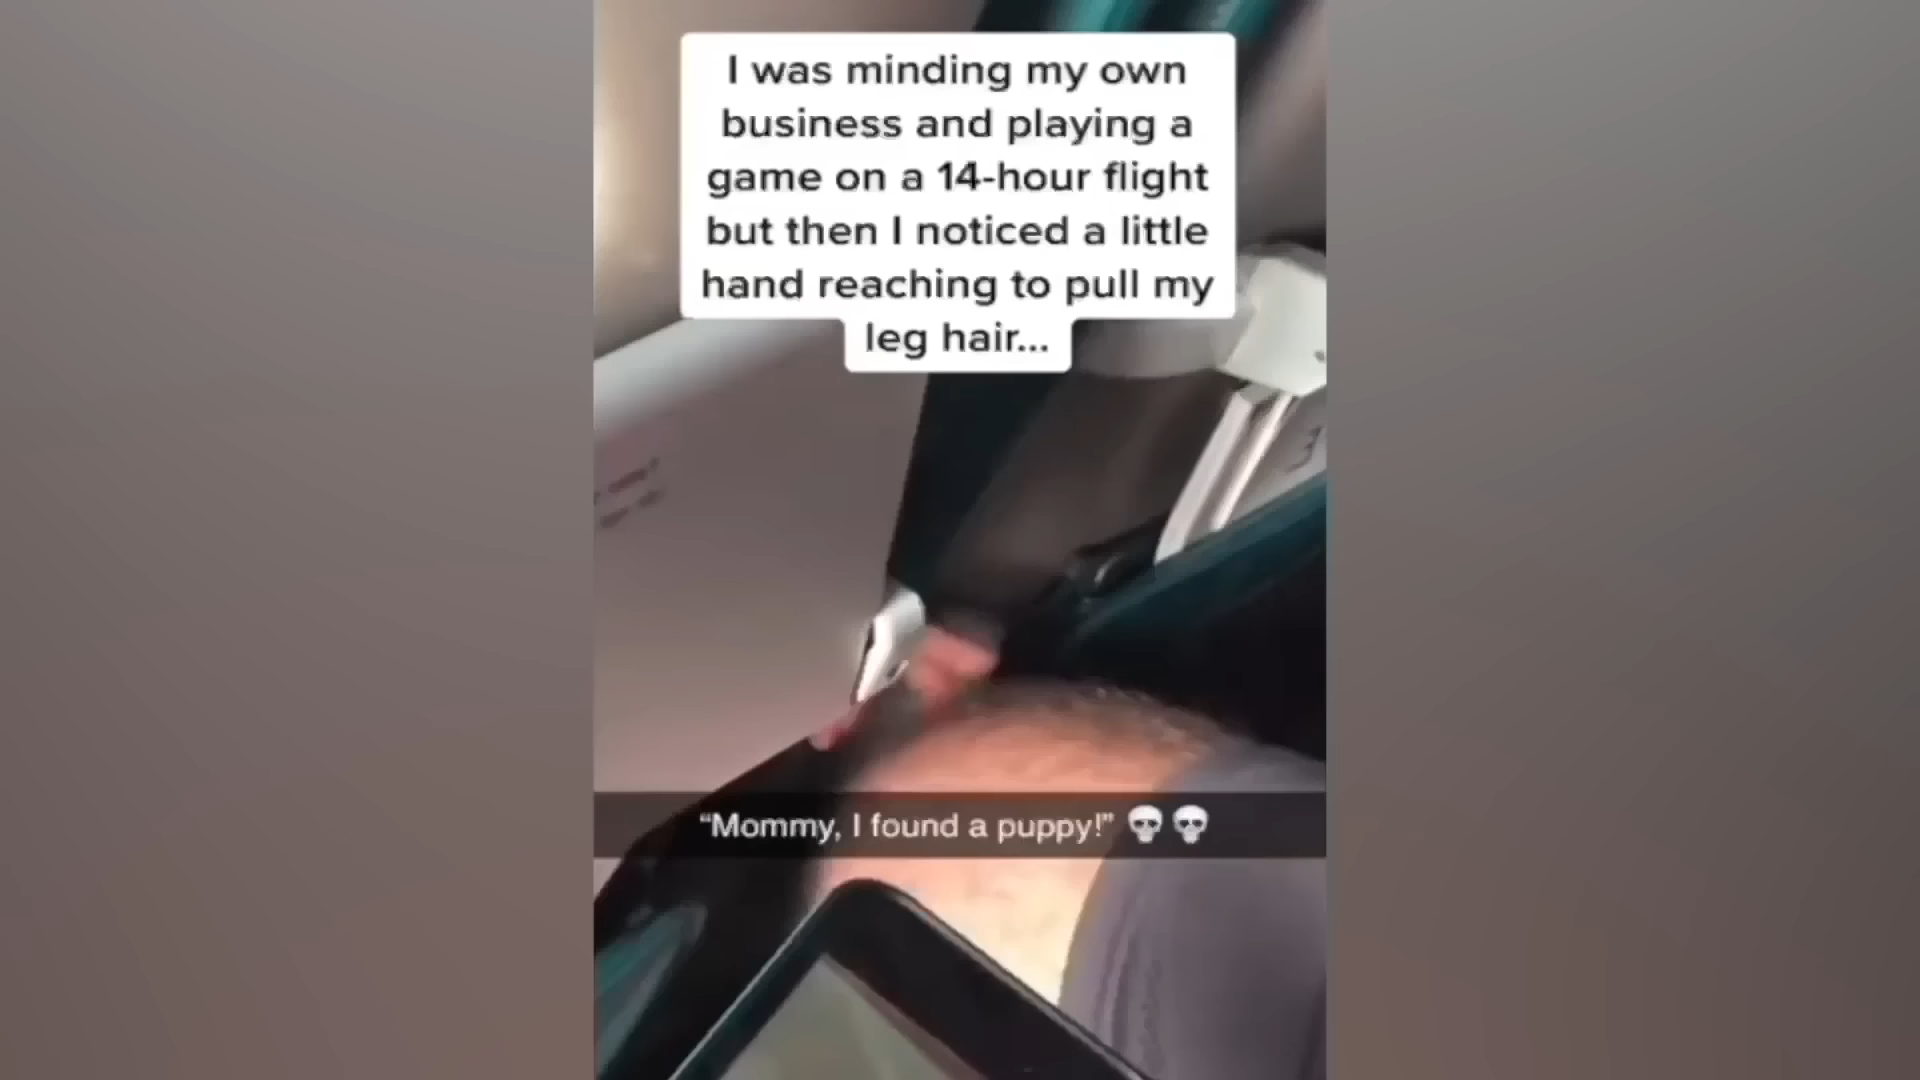 I was minding my own
business and playing a
game on a 14-hour flight
but then I noticed a little
hand reaching to pull my
leg hair...
“Mommy, I found a puppy!” 💀💀